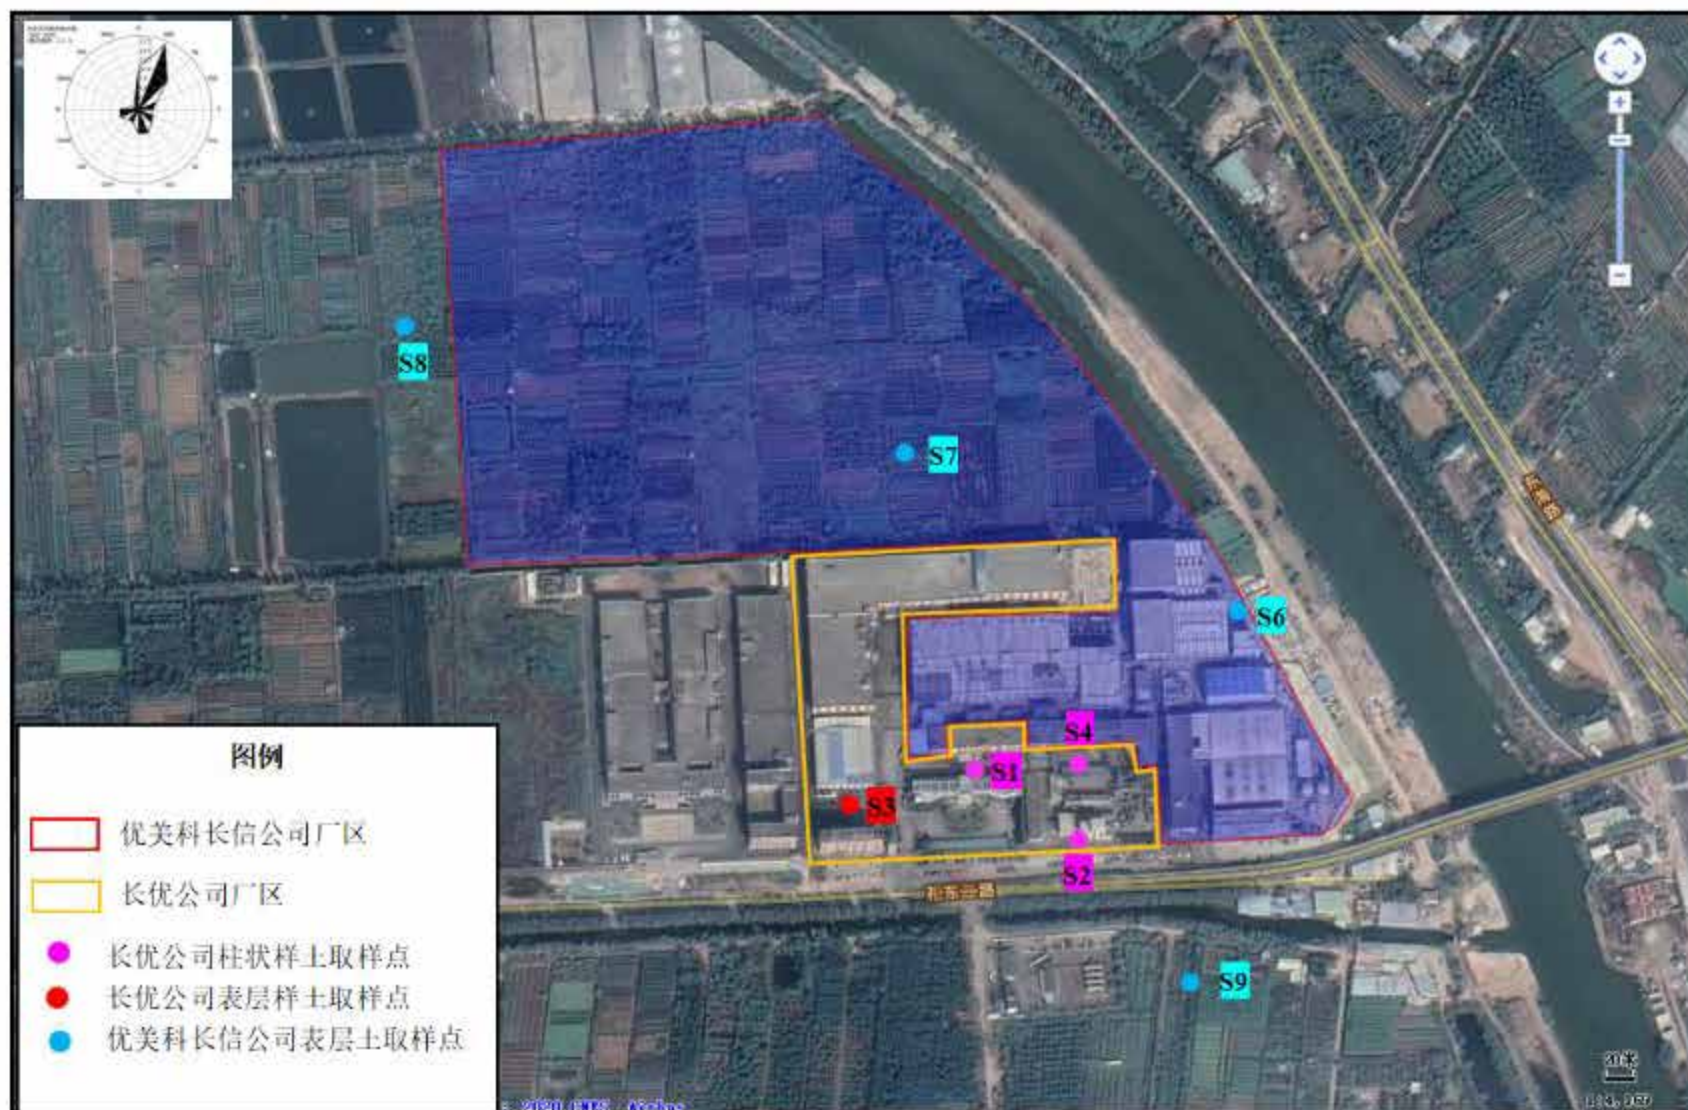 S8
S7
S6
S4
S1
S3
S2
S9
图例
优美科长信公司厂区
长优公司厂区
长优公司柱状样土取样点
长优公司表层样土取样点
优美科长信公司表层土取样点